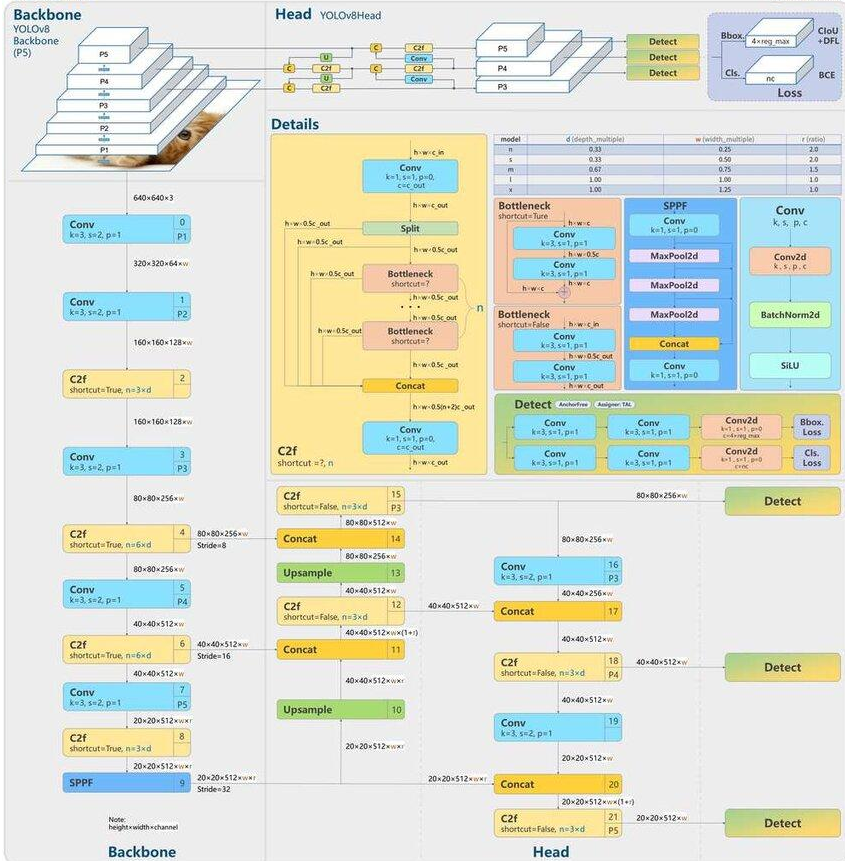 Backbone
YOLOv8
Backbone
(P5)
P5
P4
P3
P2
P1
Head YOLOv8Head
C
C2f
U
Conv
C
C2f
C
C2f
U
Conv
C
C2f
P5
P4
P3
Detect
Detect
Detect
Bbox.
4×reg_max
CIoU
+DFL
Cls.
nc
BCE
Loss
Details
h×w×c_in
Conv
k=1, s=1, p=0,
c=c_out
h×w×c_out
Split
h×w×0.5c_out
h×w×0.5c_out
h×w×0.5c_out
h×w×0.5c_out
Bottleneck
shortcut=?
h×w×0.5c_out
. . .
h×w×0.5c_out
n
h×w×0.5c_out
Bottleneck
shortcut=?
h×w×0.5c_out
Concat
h×w×0.5(n+2)c_out
Conv
k=1, s=1, p=0,
c=c_out
h×w×c_out
C2f
shortcut =?, n
model d (depth_multiple) w (width_multiple) r (ratio)
n 0.33 0.25 2.0
s 0.33 0.50 2.0
m 0.67 0.75 1.5
l 1.00 1.00 1.0
x 1.00 1.25 1.0
Bottleneck
shortcut=Ture
h×w×c
Conv
k=3, s=1, p=1
h×w×0.5c
Conv
k=3, s=1, p=1
h×w×c
h×w×c
Bottleneck
shortcut=False
h×w×c_in
Conv
k=3, s=1, p=1
h×w×0.5c_out
Conv
k=3, s=1, p=1
h×w×c_out
SPPF
Conv
k=1, s=1, p=0
MaxPool2d
MaxPool2d
MaxPool2d
Concat
Conv
k=1, s=1, p=0
Conv
k, s, p, c
Conv2d
k, s, p, c
BatchNorm2d
SiLU
Detect AnchorFree Assigner: TAL
Conv
k=3, s=1, p=1
Conv
k=3, s=1, p=1
Conv2d
k=1, s=1, p=0
c=4×reg_max
Bbox.
Loss
Conv
k=3, s=1, p=1
Conv
k=3, s=1, p=1
Conv2d
k=1, s=1, p=0
c=nc
Cls.
Loss
640×640×3
Conv 0
k=3, s=2, p=1 P1
320×320×64×w
Conv 1
k=3, s=2, p=1 P2
160×160×128×w
C2f 2
shortcut=True, n=3×d
160×160×128×w
Conv 3
k=3, s=2, p=1 P3
80×80×256×w
C2f 4
shortcut=True, n=6×d
80×80×256×w
Stride=8
80×80×256×w
Conv 5
k=3, s=2, p=1 P4
40×40×512×w
C2f 6
shortcut=True, n=6×d
40×40×512×w
Stride=16
40×40×512×w
Conv 7
k=3, s=2, p=1 P5
20×20×512×w×r
C2f 8
shortcut=True, n=3×d
20×20×512×w×r
SPPF 9
20×20×512×w×r
Stride=32
Note:
height×width×channel
Backbone
C2f 15
shortcut=False, n=3×d P3
80×80×512×w
Concat 14
80×80×256×w
Upsample 13
40×40×512×w
C2f 12
shortcut=False, n=3×d
40×40×512×w
40×40×512×w×(1+r)
Concat 11
40×40×512×w×r
Upsample 10
20×20×512×w×r
20×20×512×w×r
80×80×256×w
Detect
80×80×256×w
Conv 16
k=3, s=2, p=1 P3
40×40×256×w
Concat 17
40×40×512×w
C2f 18
shortcut=False, n=3×d P4
40×40×512×w
Detect
40×40×512×w
Conv 19
k=3, s=2, p=1
20×20×512×w
Concat 20
20×20×512×w×(1+r)
C2f 21
shortcut=False, n=3×d P5
20×20×512×w
Detect
Head